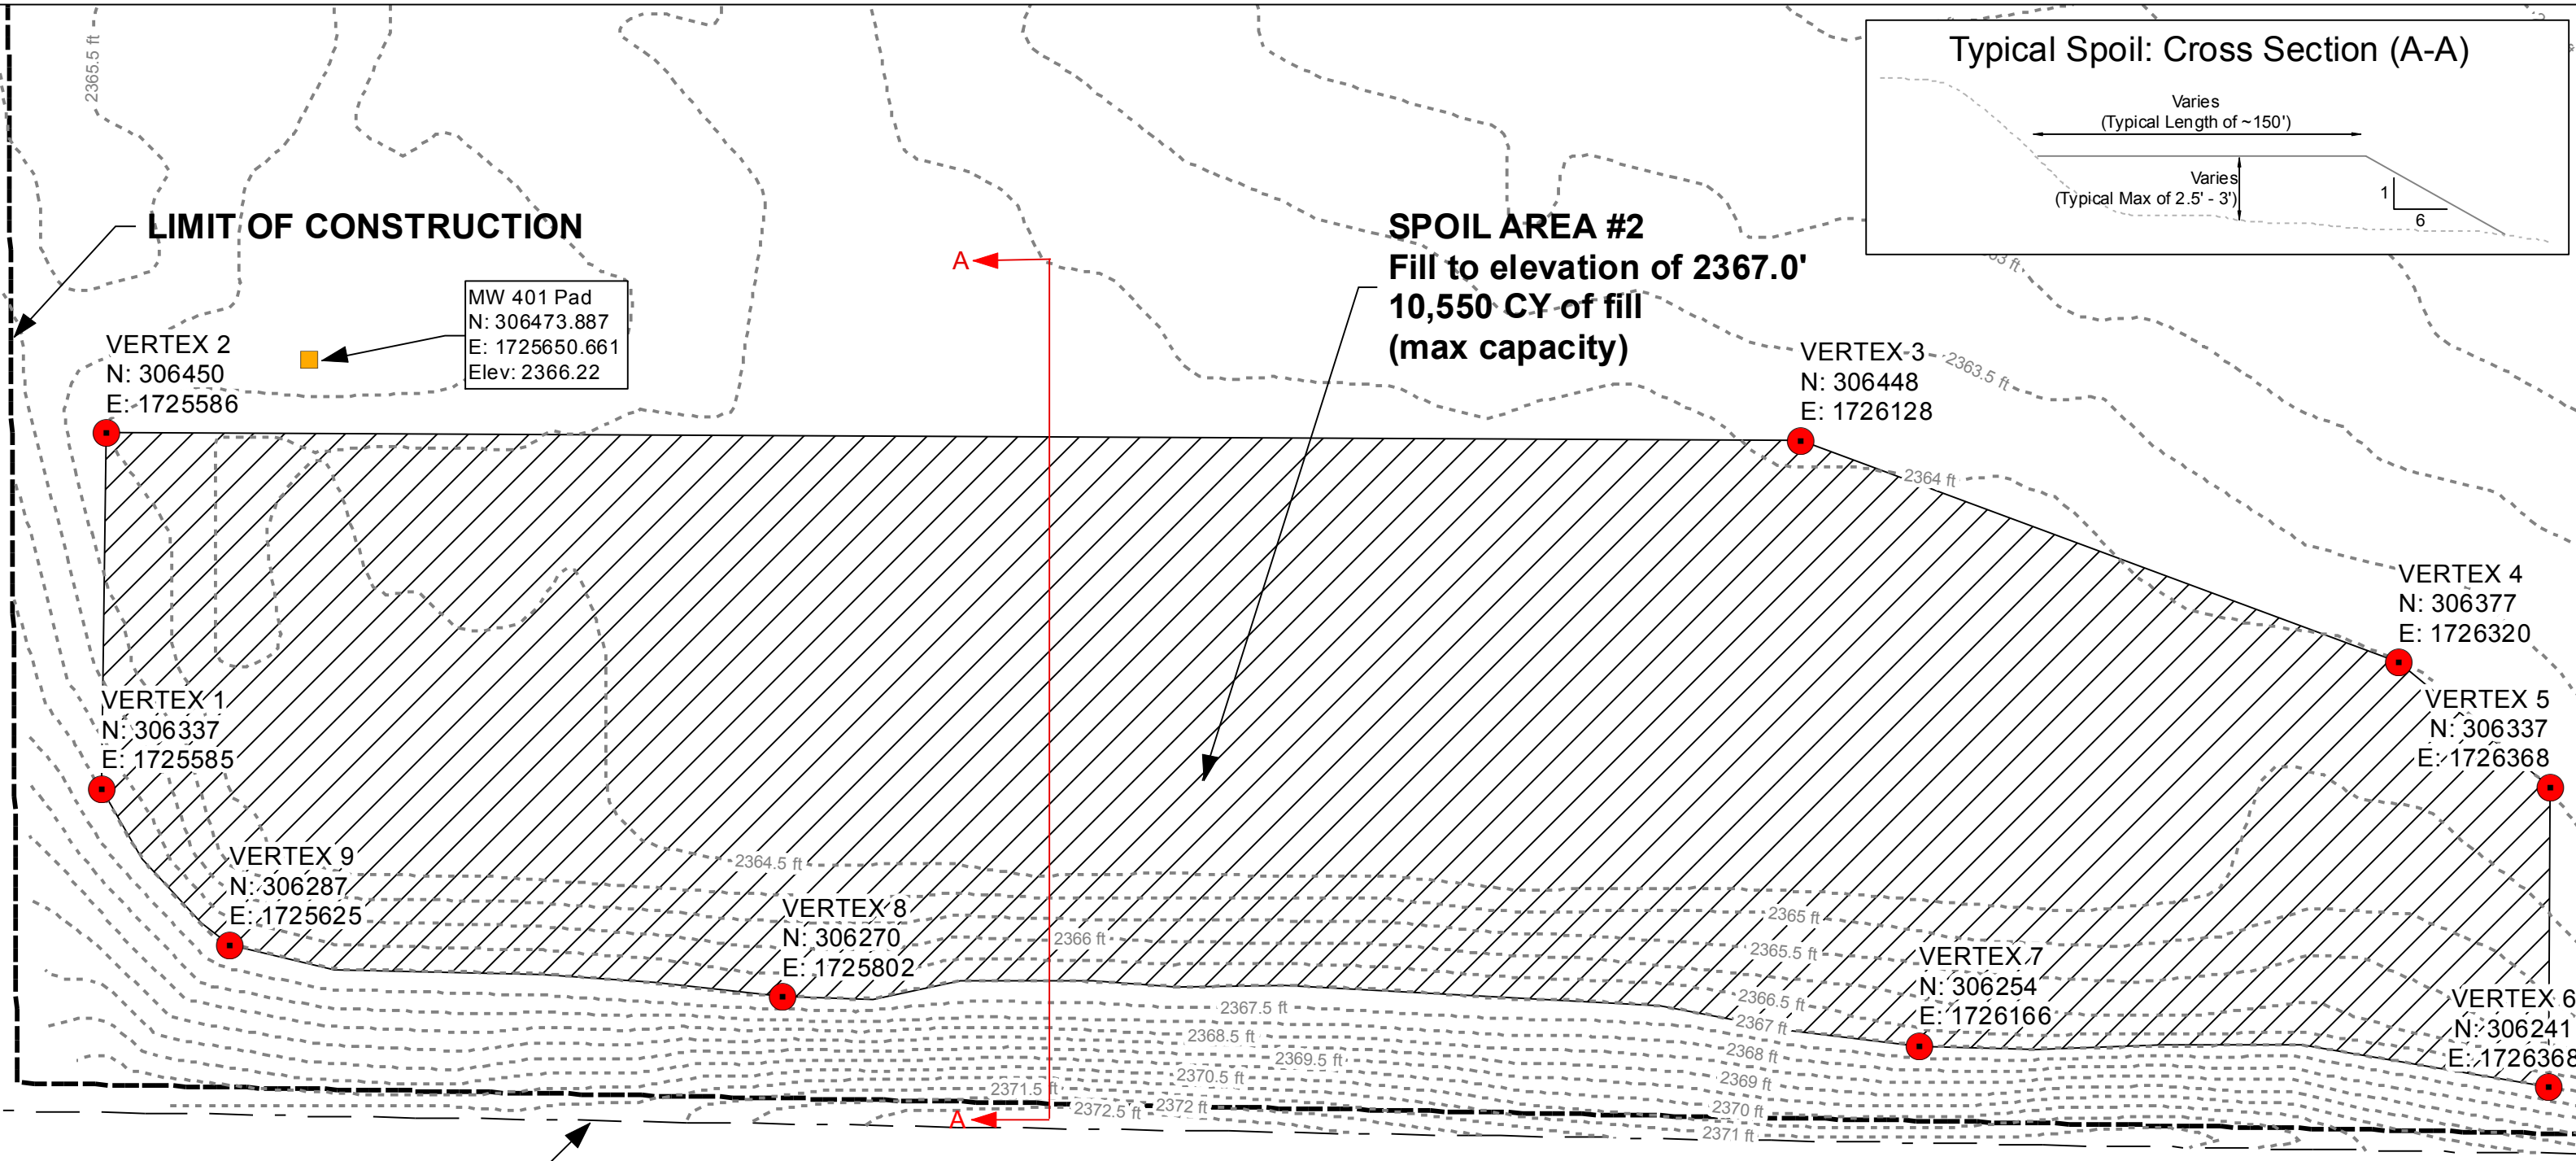 2365.5 ft
Typical Spoil: Cross Section (A-A)
Varies
(Typical Length of ~150')
Varies
(Typical Max of 2.5' - 3')
1
6
LIMIT OF CONSTRUCTION
A
SPOIL AREA #2
Fill to elevation of 2367.0'
10,550 CY of fill
(max capacity)
MW 401 Pad
N: 306473.887
E: 1725650.661
Elev: 2366.22
VERTEX 2
N: 306450
E: 1725586
VERTEX 3
N: 306448
E: 1726128
2363.5 ft
2364 ft
VERTEX 4
N: 306377
E: 1726320
VERTEX 5
N: 306337
E: 1726368
VERTEX 1
N: 306337
E: 1725585
VERTEX 9
N: 306287
E: 1725625
2364.5 ft
VERTEX 8
N: 306270
E: 1725802
2366 ft
2365 ft
2365.5 ft
VERTEX 7
N: 306254
E: 1726166
2366.5 ft
2367 ft
VERTEX 6
N: 306241
E: 1726368
2367.5 ft
2368.5 ft
2369.5 ft
2370.5 ft
2371.5 ft
2372.5 ft
2372 ft
2368 ft
2369 ft
2370 ft
2371 ft
A